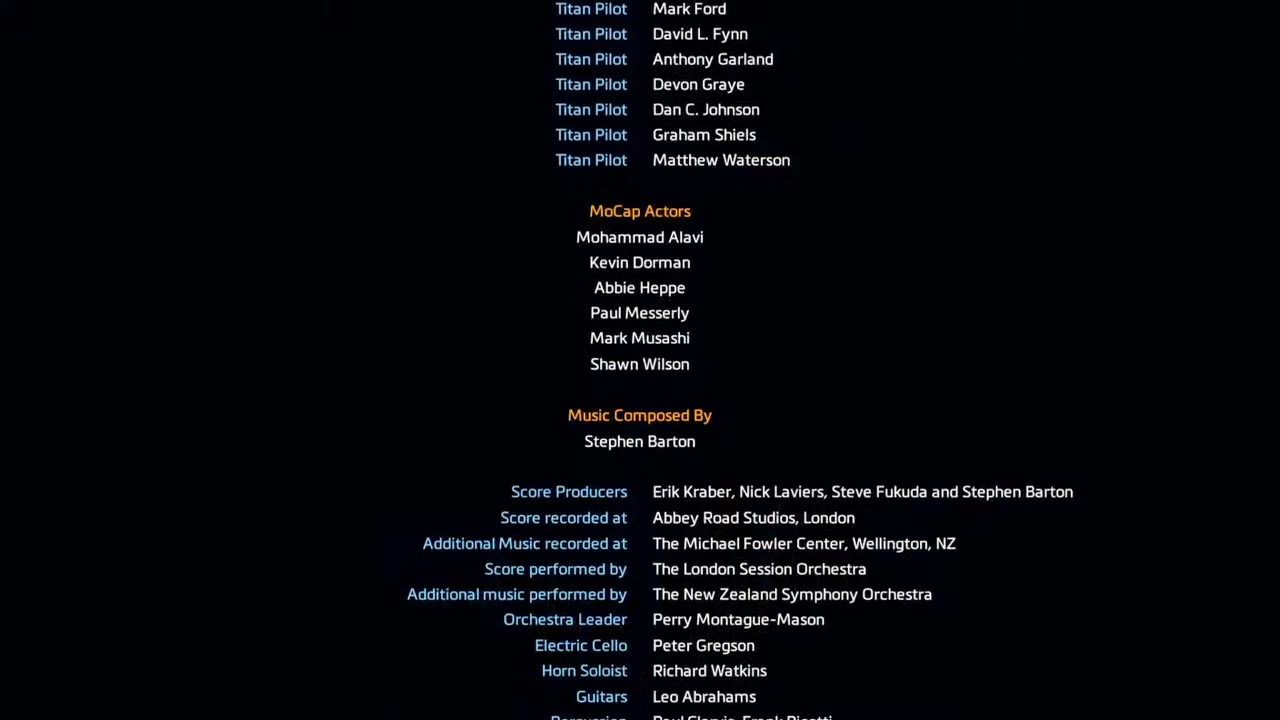 Titan Pilot Mark Ford
Titan Pilot David L. Fynn
Titan Pilot Anthony Garland
Titan Pilot Devon Graye
Titan Pilot Dan C. Johnson
Titan Pilot Graham Shiels
Titan Pilot Matthew Waterson
MoCap Actors
Mohammad Alavi
Kevin Dorman
Abbie Heppe
Paul Messerly
Mark Musashi
Shawn Wilson
Music Composed By
Stephen Barton
Score Producers Erik Kraber, Nick Laviers, Steve Fukuda and Stephen Barton
Score recorded at Abbey Road Studios, London
Additional Music recorded at The Michael Fowler Center, Wellington, NZ
Score performed by The London Session Orchestra
Additional music performed by The New Zealand Symphony Orchestra
Orchestra Leader Perry Montague-Mason
Electric Cello Peter Gregson
Horn Soloist Richard Watkins
Guitars Leo Abrahams